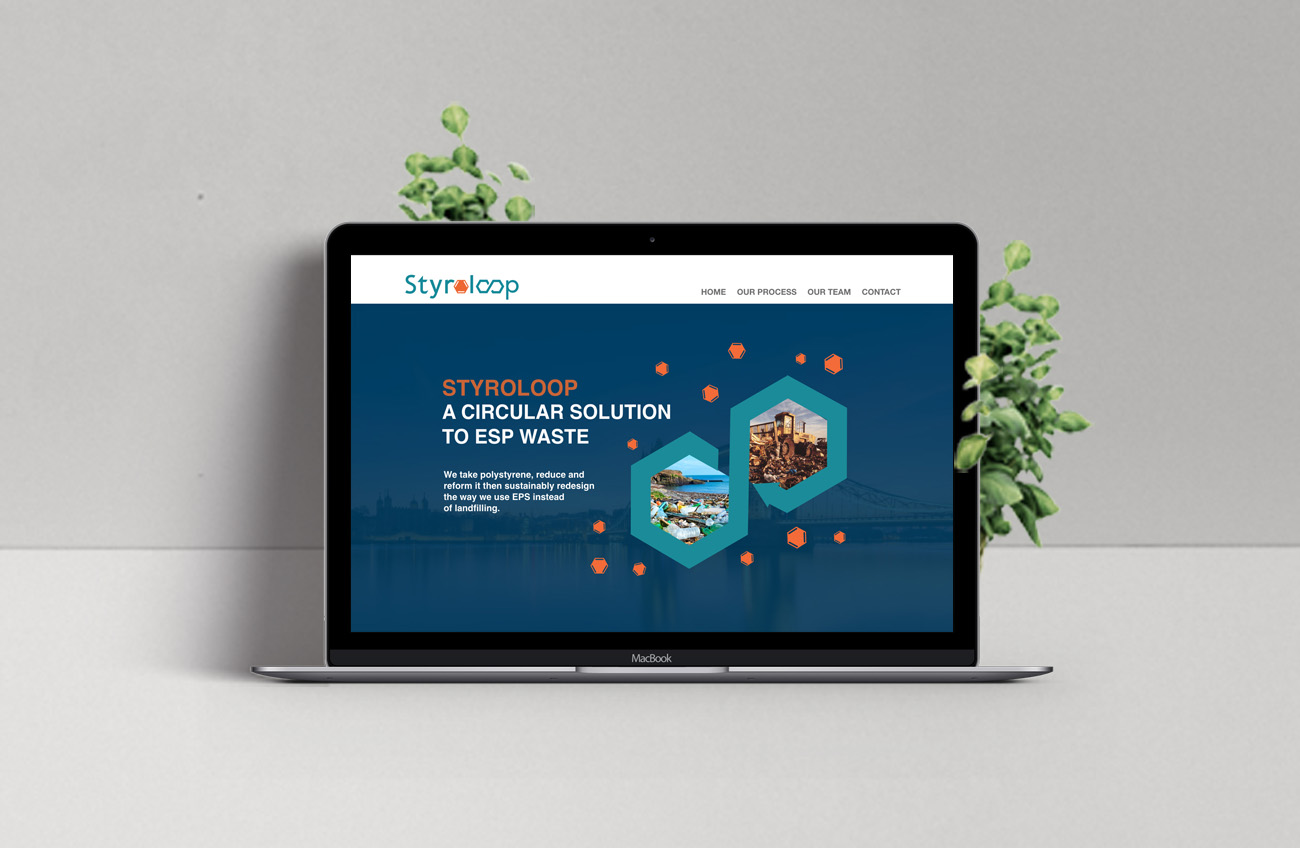 Styroloop
HOME OUR PROCESS OUR TEAM CONTACT
STYROLOOP
A CIRCULAR SOLUTION
TO ESP WASTE
We take polystyrene, reduce and
reform it then sustainably redesign
the way we use EPS instead
of landfilling.
MacBook